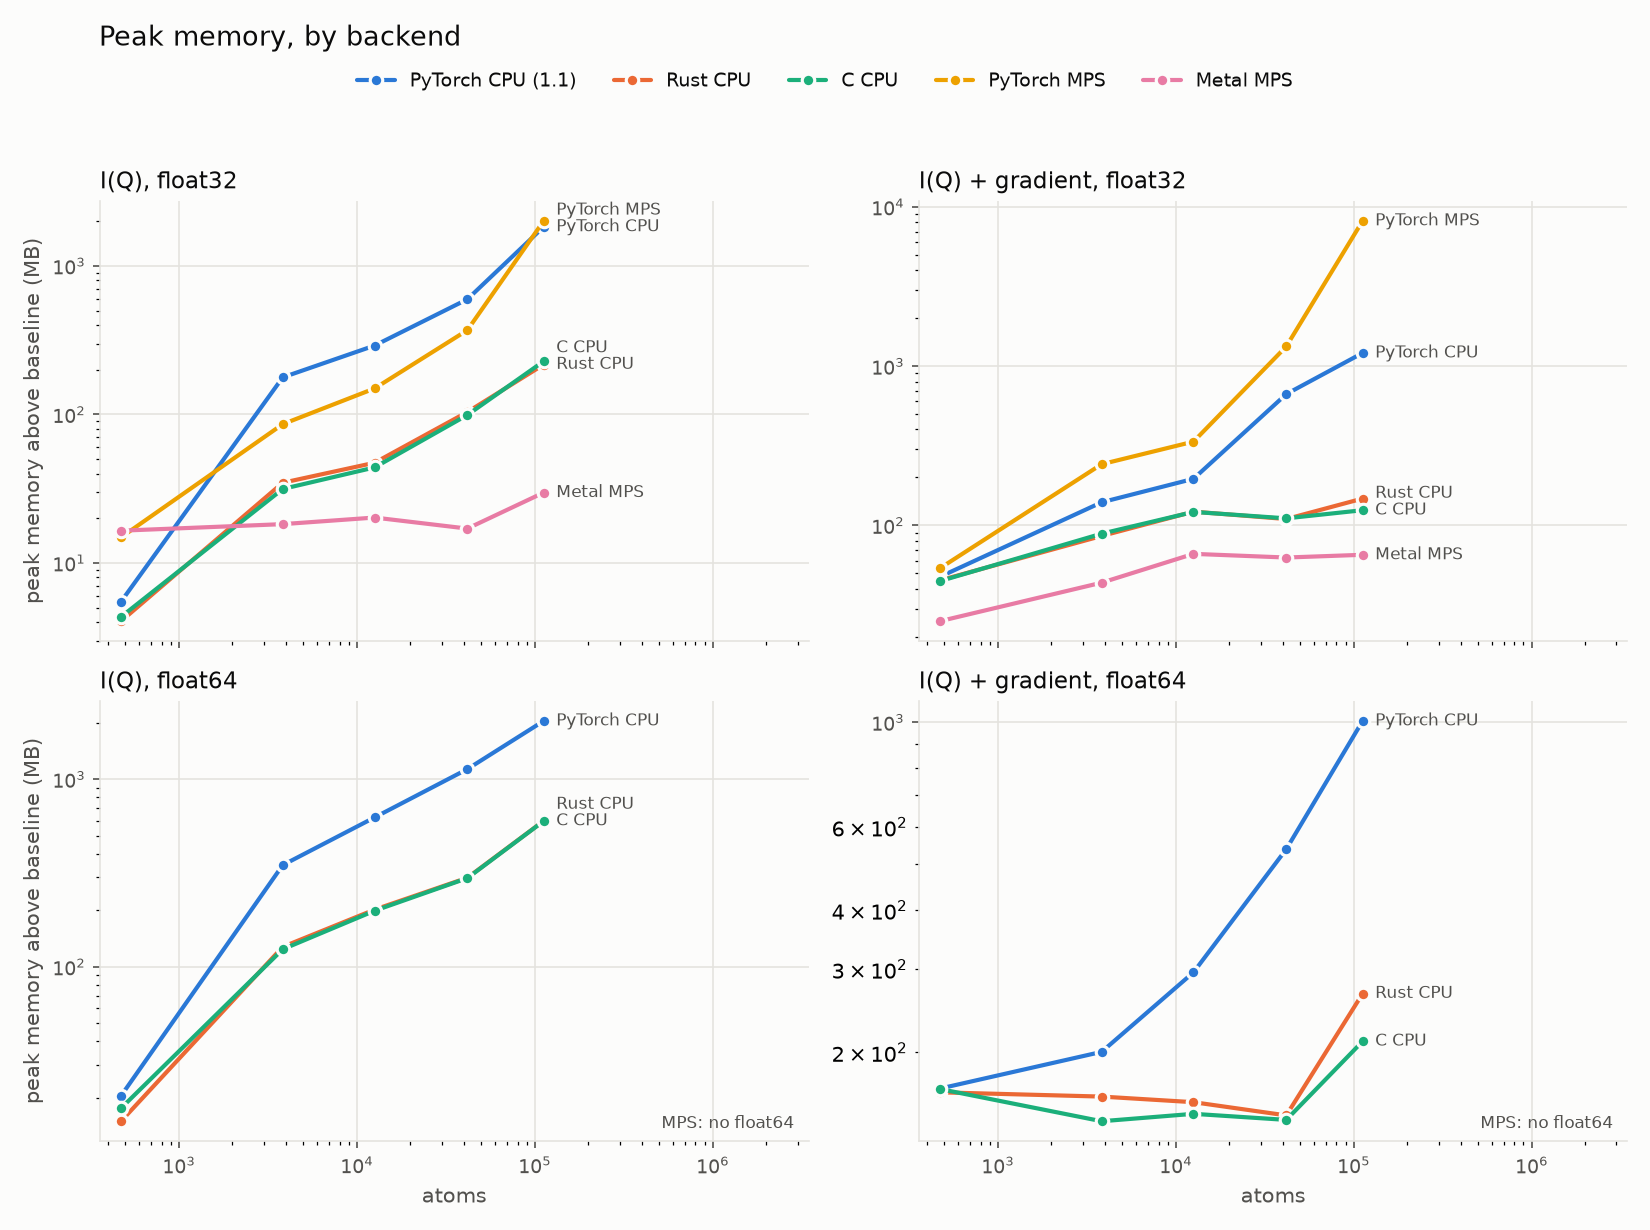 Peak memory, by backend
PyTorch CPU (1.1) Rust CPU C CPU PyTorch MPS Metal MPS
I(Q), float32
peak memory above baseline (MB)
10³
10²
10¹
PyTorch MPS
PyTorch CPU
C CPU
Rust CPU
Metal MPS
I(Q) + gradient, float32
10⁴
10³
10²
PyTorch MPS
PyTorch CPU
Rust CPU
C CPU
Metal MPS
I(Q), float64
peak memory above baseline (MB)
10³
10²
PyTorch CPU
Rust CPU
C CPU
MPS: no float64
10³ 10⁴ 10⁵ 10⁶
atoms
I(Q) + gradient, float64
10³
6 × 10²
4 × 10²
3 × 10²
2 × 10²
PyTorch CPU
Rust CPU
C CPU
MPS: no float64
10³ 10⁴ 10⁵ 10⁶
atoms